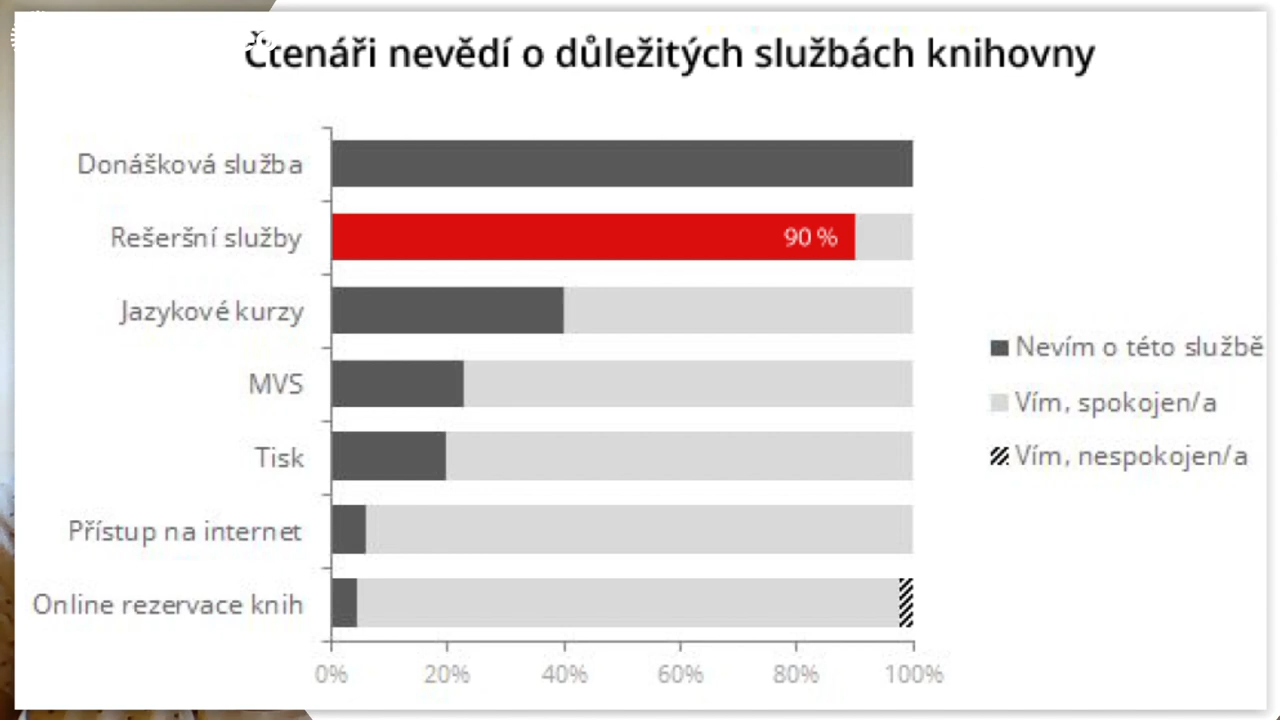 Čtenáři nevědí o důležitých službách knihovny
Donášková služba
Rešeršní služby
90 %
Jazykové kurzy
MVS
Tisk
Přístup na internet
Online rezervace knih
0%
20%
40%
60%
80%
100%
Nevím o této službě
Vím, spokojen/a
Vím, nespokojen/a